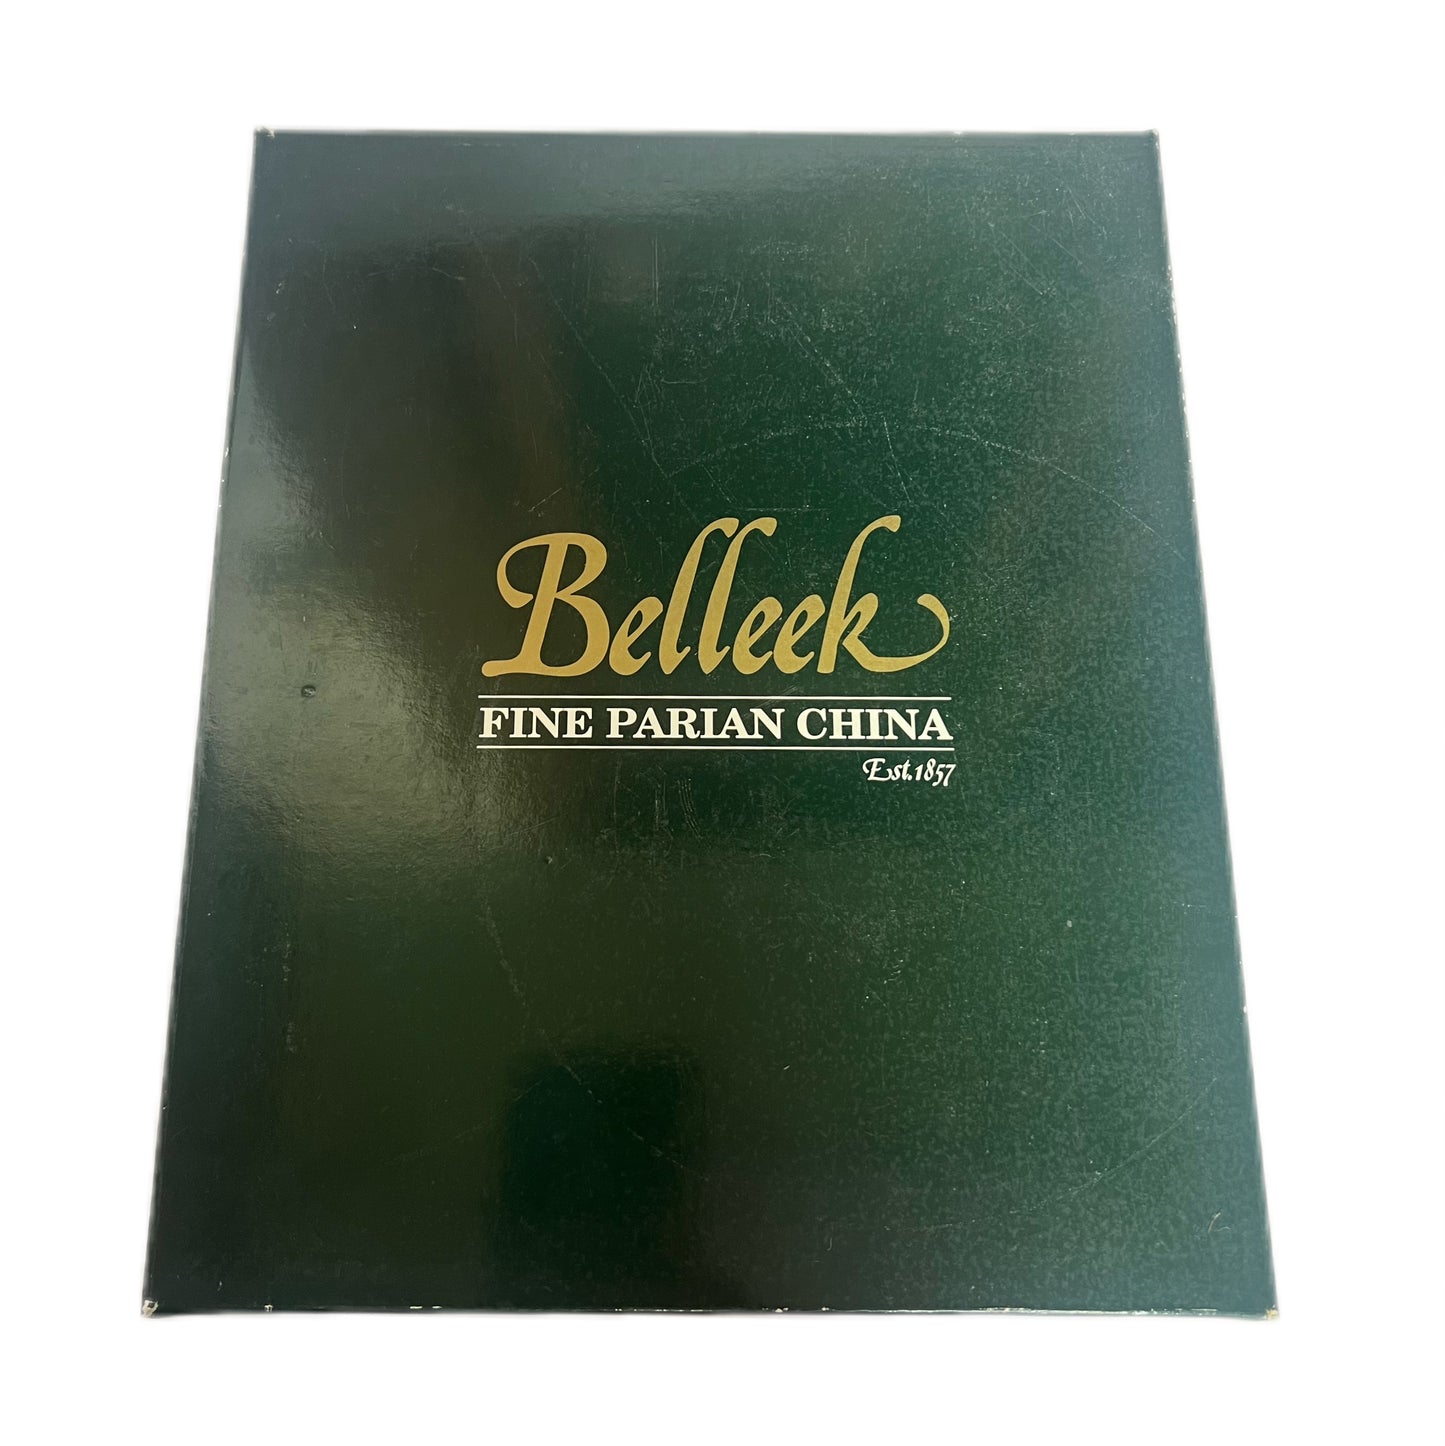 Belleek
FINE PARIAN CHINA
Est.1857